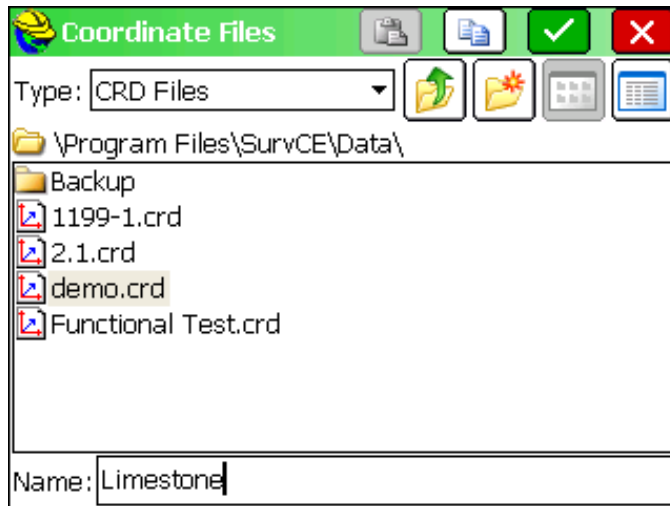 Coordinate Files
Type: CRD Files
\Program Files\SurvCE\Data\
Backup
1199-1.crd
2.1.crd
demo.crd
Functional Test.crd
Name: Limestone